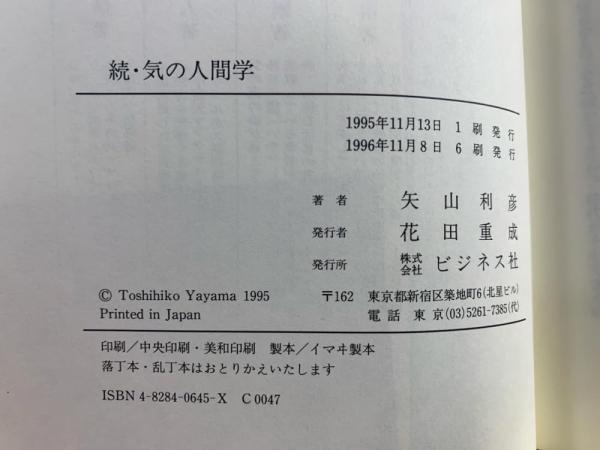 続・気の人間学
1995年11月13日 1 刷 発 行
1996年11月8日 6 刷 発 行
著 者 矢 山 利 彦
発行者 花 田 重 成
発行所 株式会社 ビジネス社
© Toshihiko Yayama 1995 〒162 東京都新宿区築地町6(北星ビル)
Printed in Japan 電 話 東 京 (03)5261-7385(代)
印刷／中央印刷・美和印刷 製本／イマヰ製本
落丁本・乱丁本はおとりかえいたします
ISBN 4-8284-0645-X C 0047